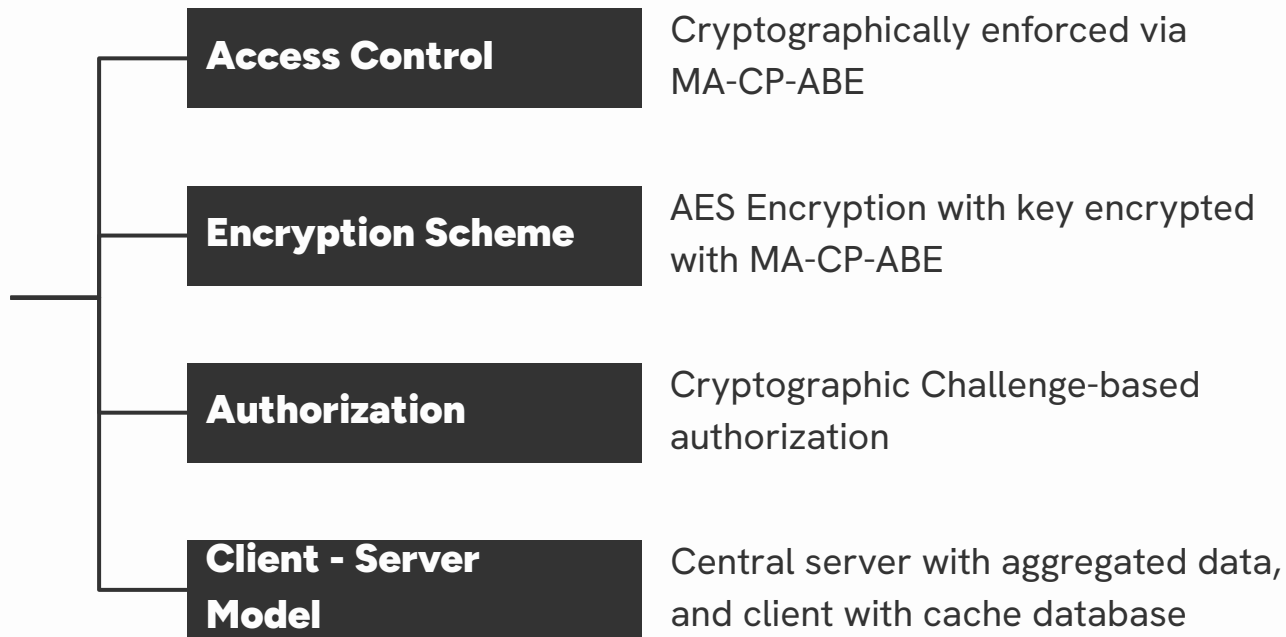 Access Control
Cryptographically enforced via
MA-CP-ABE
Encryption Scheme
AES Encryption with key encrypted
with MA-CP-ABE
Authorization
Cryptographic Challenge-based
authorization
Client - Server
Model
Central server with aggregated data,
and client with cache database